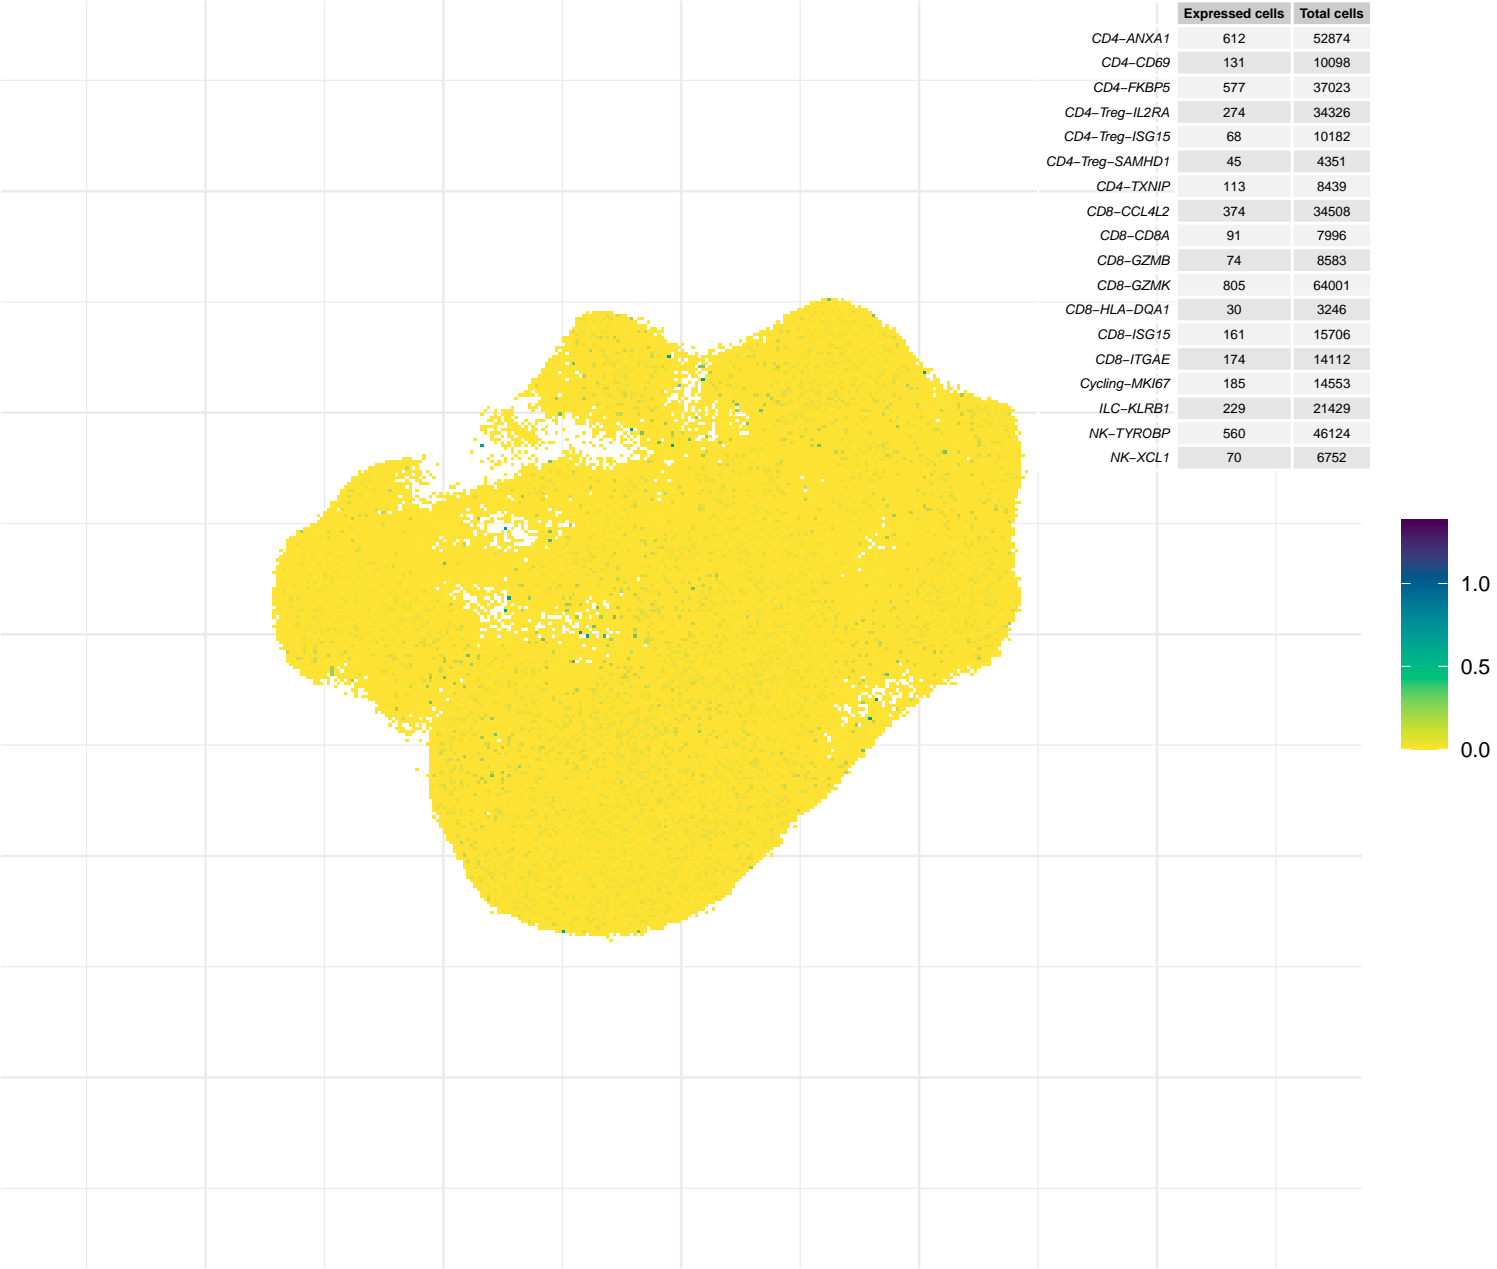 Expressed cells Total cells
CD4−ANXA1 612 52874
CD4−CD69 131 10098
CD4−FKBP5 577 37023
CD4−Treg−IL2RA 274 34326
CD4−Treg−ISG15 68 10182
CD4−Treg−SAMHD1 45 4351
CD4−TXNIP 113 8439
CD8−CCL4L2 374 34508
CD8−CD8A 91 7996
CD8−GZMB 74 8583
CD8−GZMK 805 64001
CD8−HLA−DQA1 30 3246
CD8−ISG15 161 15706
CD8−ITGAE 174 14112
Cycling−MKI67 185 14553
ILC−KLRB1 229 21429
NK−TYROBP 560 46124
NK−XCL1 70 6752
1.0
0.5
0.0